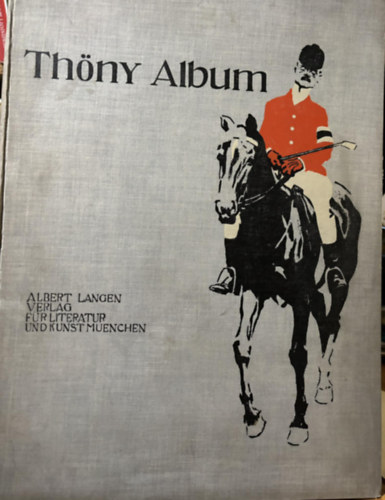 Thöny Album
ALBERT LANGEN
VERLAG
FÜR LITERATUR
UND KUNST MUENCHEN